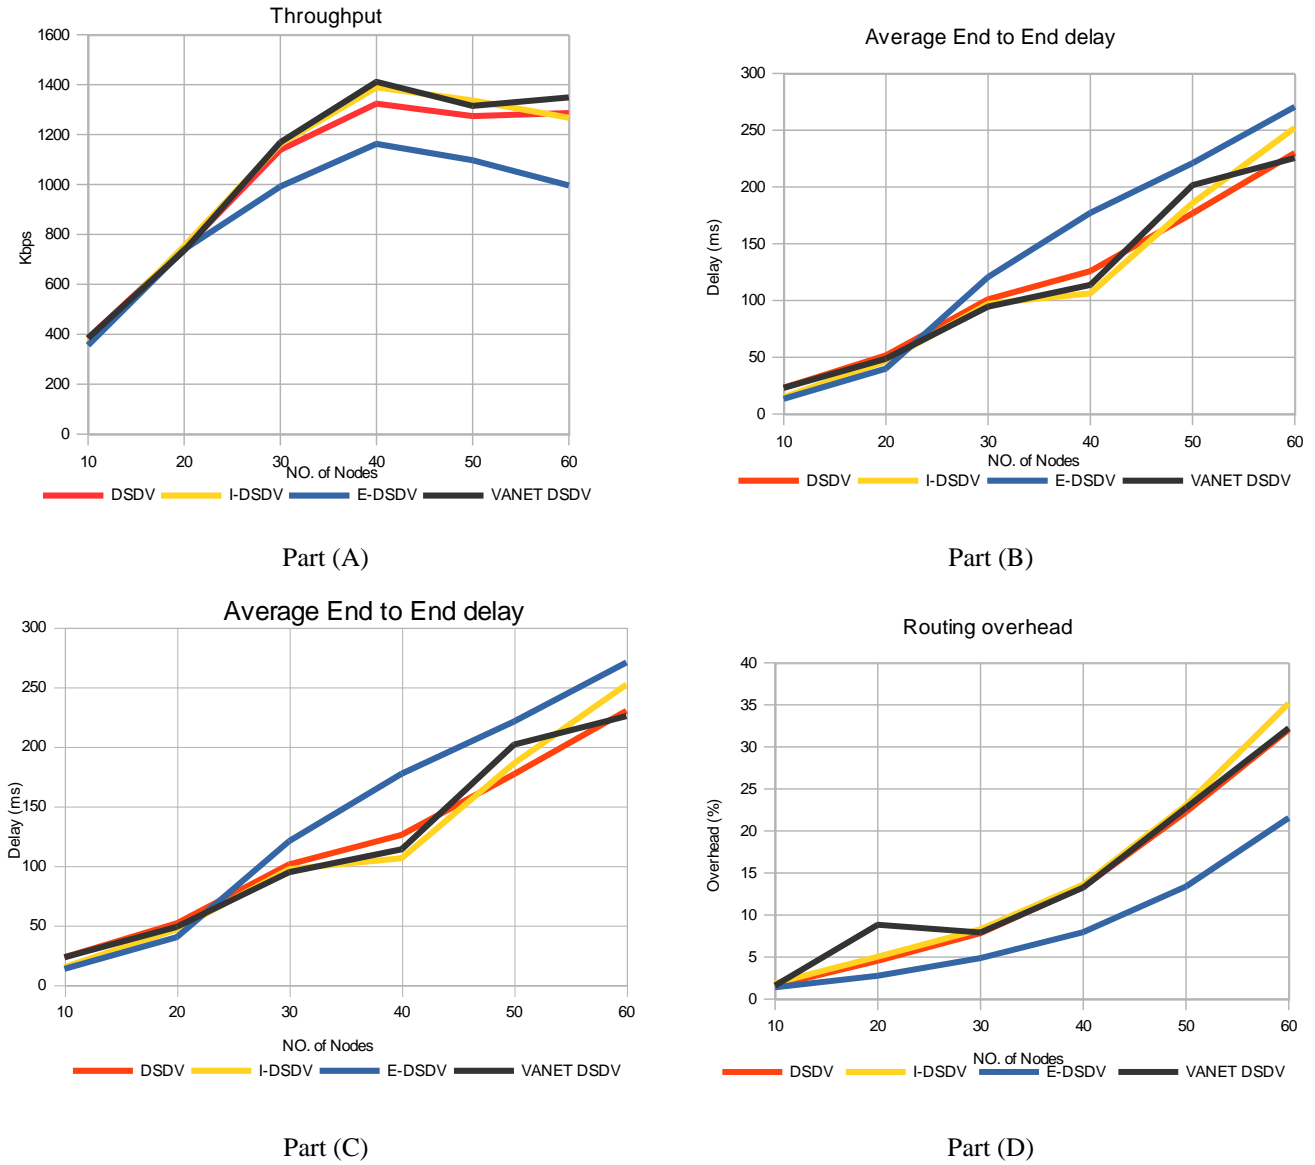 Throughput
1600
1400
1200
1000
800
600
400
200
0
Kbps
10 20 30 40 50 60
NO. of Nodes
DSDV I-DSDV E-DSDV VANET DSDV
Part (A)
Average End to End delay
300
250
200
150
100
50
0
Delay (ms)
10 20 30 40 50 60
NO. of Nodes
DSDV I-DSDV E-DSDV VANET DSDV
Part (B)
Average End to End delay
300
250
200
150
100
50
0
Delay (ms)
10 20 30 40 50 60
NO. of Nodes
DSDV I-DSDV E-DSDV VANET DSDV
Part (C)
Routing overhead
40
35
30
25
20
15
10
5
0
Overhead (%)
10 20 30 40 50 60
NO. of Nodes
DSDV I-DSDV E-DSDV VANET DSDV
Part (D)